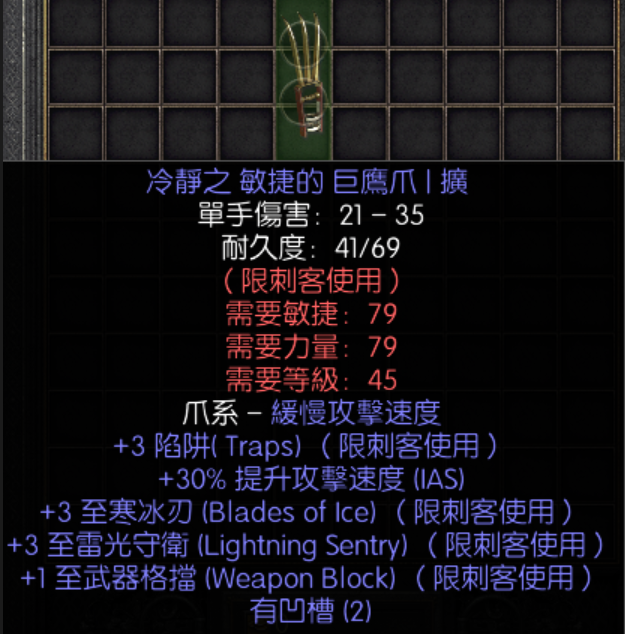 冷靜之 敏捷的 巨鷹爪 | 擴
單手傷害: 21 - 35
耐久度: 41/69
( 限刺客使用 )
需要敏捷: 79
需要力量: 79
需要等級: 45
爪系 - 緩慢攻擊速度
+3 陷阱( Traps) ( 限刺客使用 )
+30% 提升攻擊速度 (IAS)
+3 至寒冰刃 (Blades of Ice) ( 限刺客使用 )
+3 至雷光守衛 (Lightning Sentry) ( 限刺客使用 )
+1 至武器格擋 (Weapon Block) ( 限刺客使用 )
有凹槽 (2)